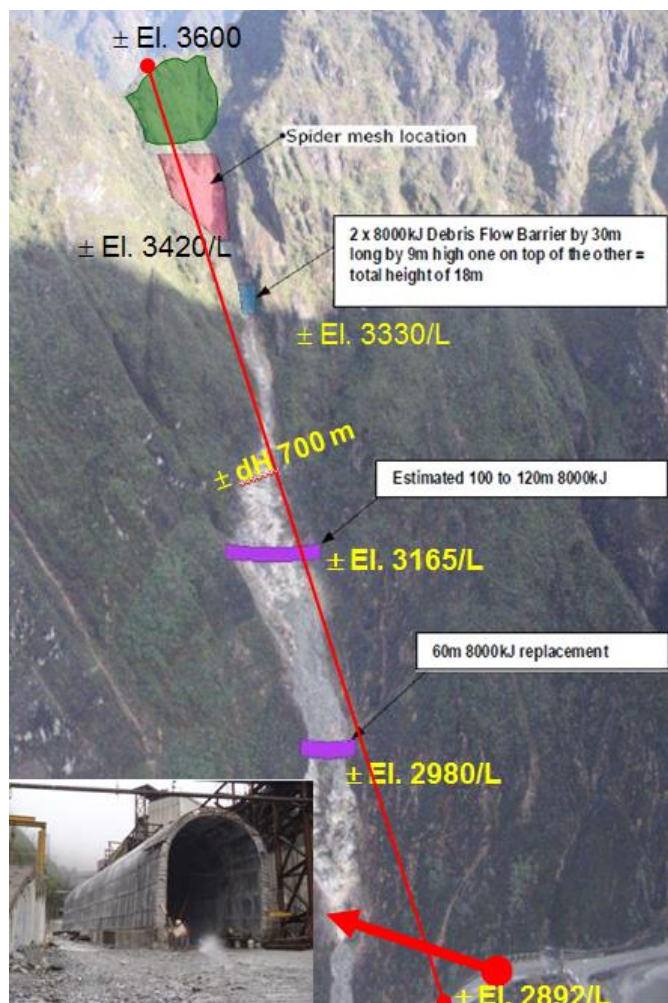 ± El. 3600
•Spider mesh location
± El. 3420/L
2 x 8000kJ Debris Flow Barrier by 30m
long by 9m high one on top of the other =
total height of 18m
± El. 3330/L
± dH 700 m
Estimated 100 to 120m 8000kJ
± El. 3165/L
60m 8000kJ replacement
± El. 2980/L
± El. 2892/L